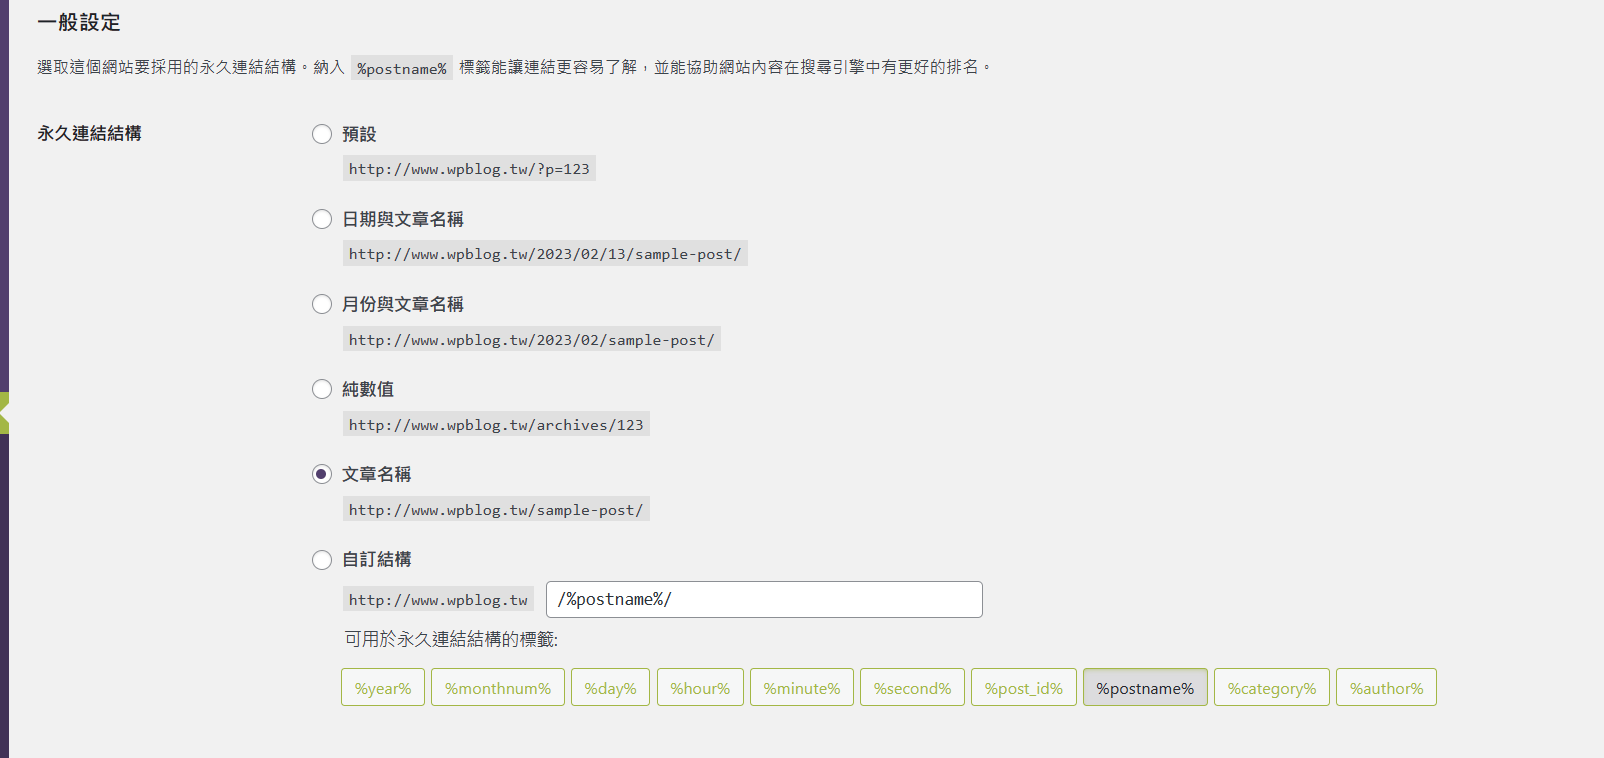 一般設定
選取這個網站要採用的永久連結結構。納入 %postname% 標籤能讓連結更容易了解，並能協助網站內容在搜尋引擎中有更好的排名。
永久連結結構
預設
http://www.wpblog.tw/?p=123
日期與文章名稱
http://www.wpblog.tw/2023/02/13/sample-post/
月份與文章名稱
http://www.wpblog.tw/2023/02/sample-post/
純數值
http://www.wpblog.tw/archives/123
文章名稱
http://www.wpblog.tw/sample-post/
自訂結構
http://www.wpblog.tw /%postname%/
可用於永久連結結構的標籤:
%year% %monthnum% %day% %hour% %minute% %second% %post_id% %postname% %category% %author%